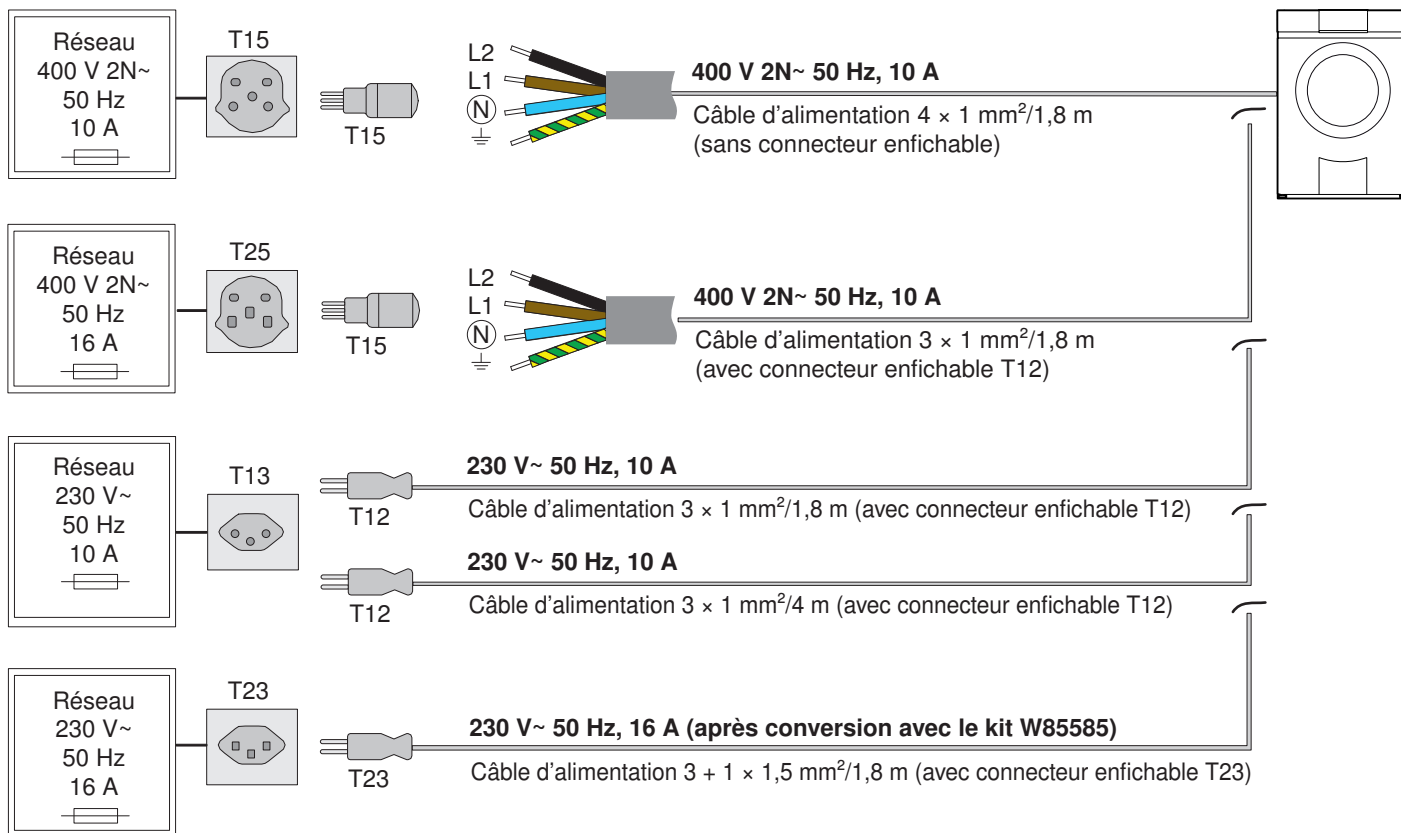 Réseau
400 V 2N~
50 Hz
10 A
T15
T15
L2
L1
N
400 V 2N~ 50 Hz, 10 A
Câble d'alimentation 4 × 1 mm²/1,8 m
(sans connecteur enfichable)
Réseau
400 V 2N~
50 Hz
16 A
T25
T15
L2
L1
N
400 V 2N~ 50 Hz, 10 A
Câble d'alimentation 3 × 1 mm²/1,8 m
(avec connecteur enfichable T12)
Réseau
230 V~
50 Hz
10 A
T13
T12
230 V~ 50 Hz, 10 A
Câble d'alimentation 3 × 1 mm²/1,8 m (avec connecteur enfichable T12)
T12
230 V~ 50 Hz, 10 A
Câble d'alimentation 3 × 1 mm²/4 m (avec connecteur enfichable T12)
Réseau
230 V~
50 Hz
16 A
T23
T23
230 V~ 50 Hz, 16 A (après conversion avec le kit W85585)
Câble d'alimentation 3 + 1 × 1,5 mm²/1,8 m (avec connecteur enfichable T23)